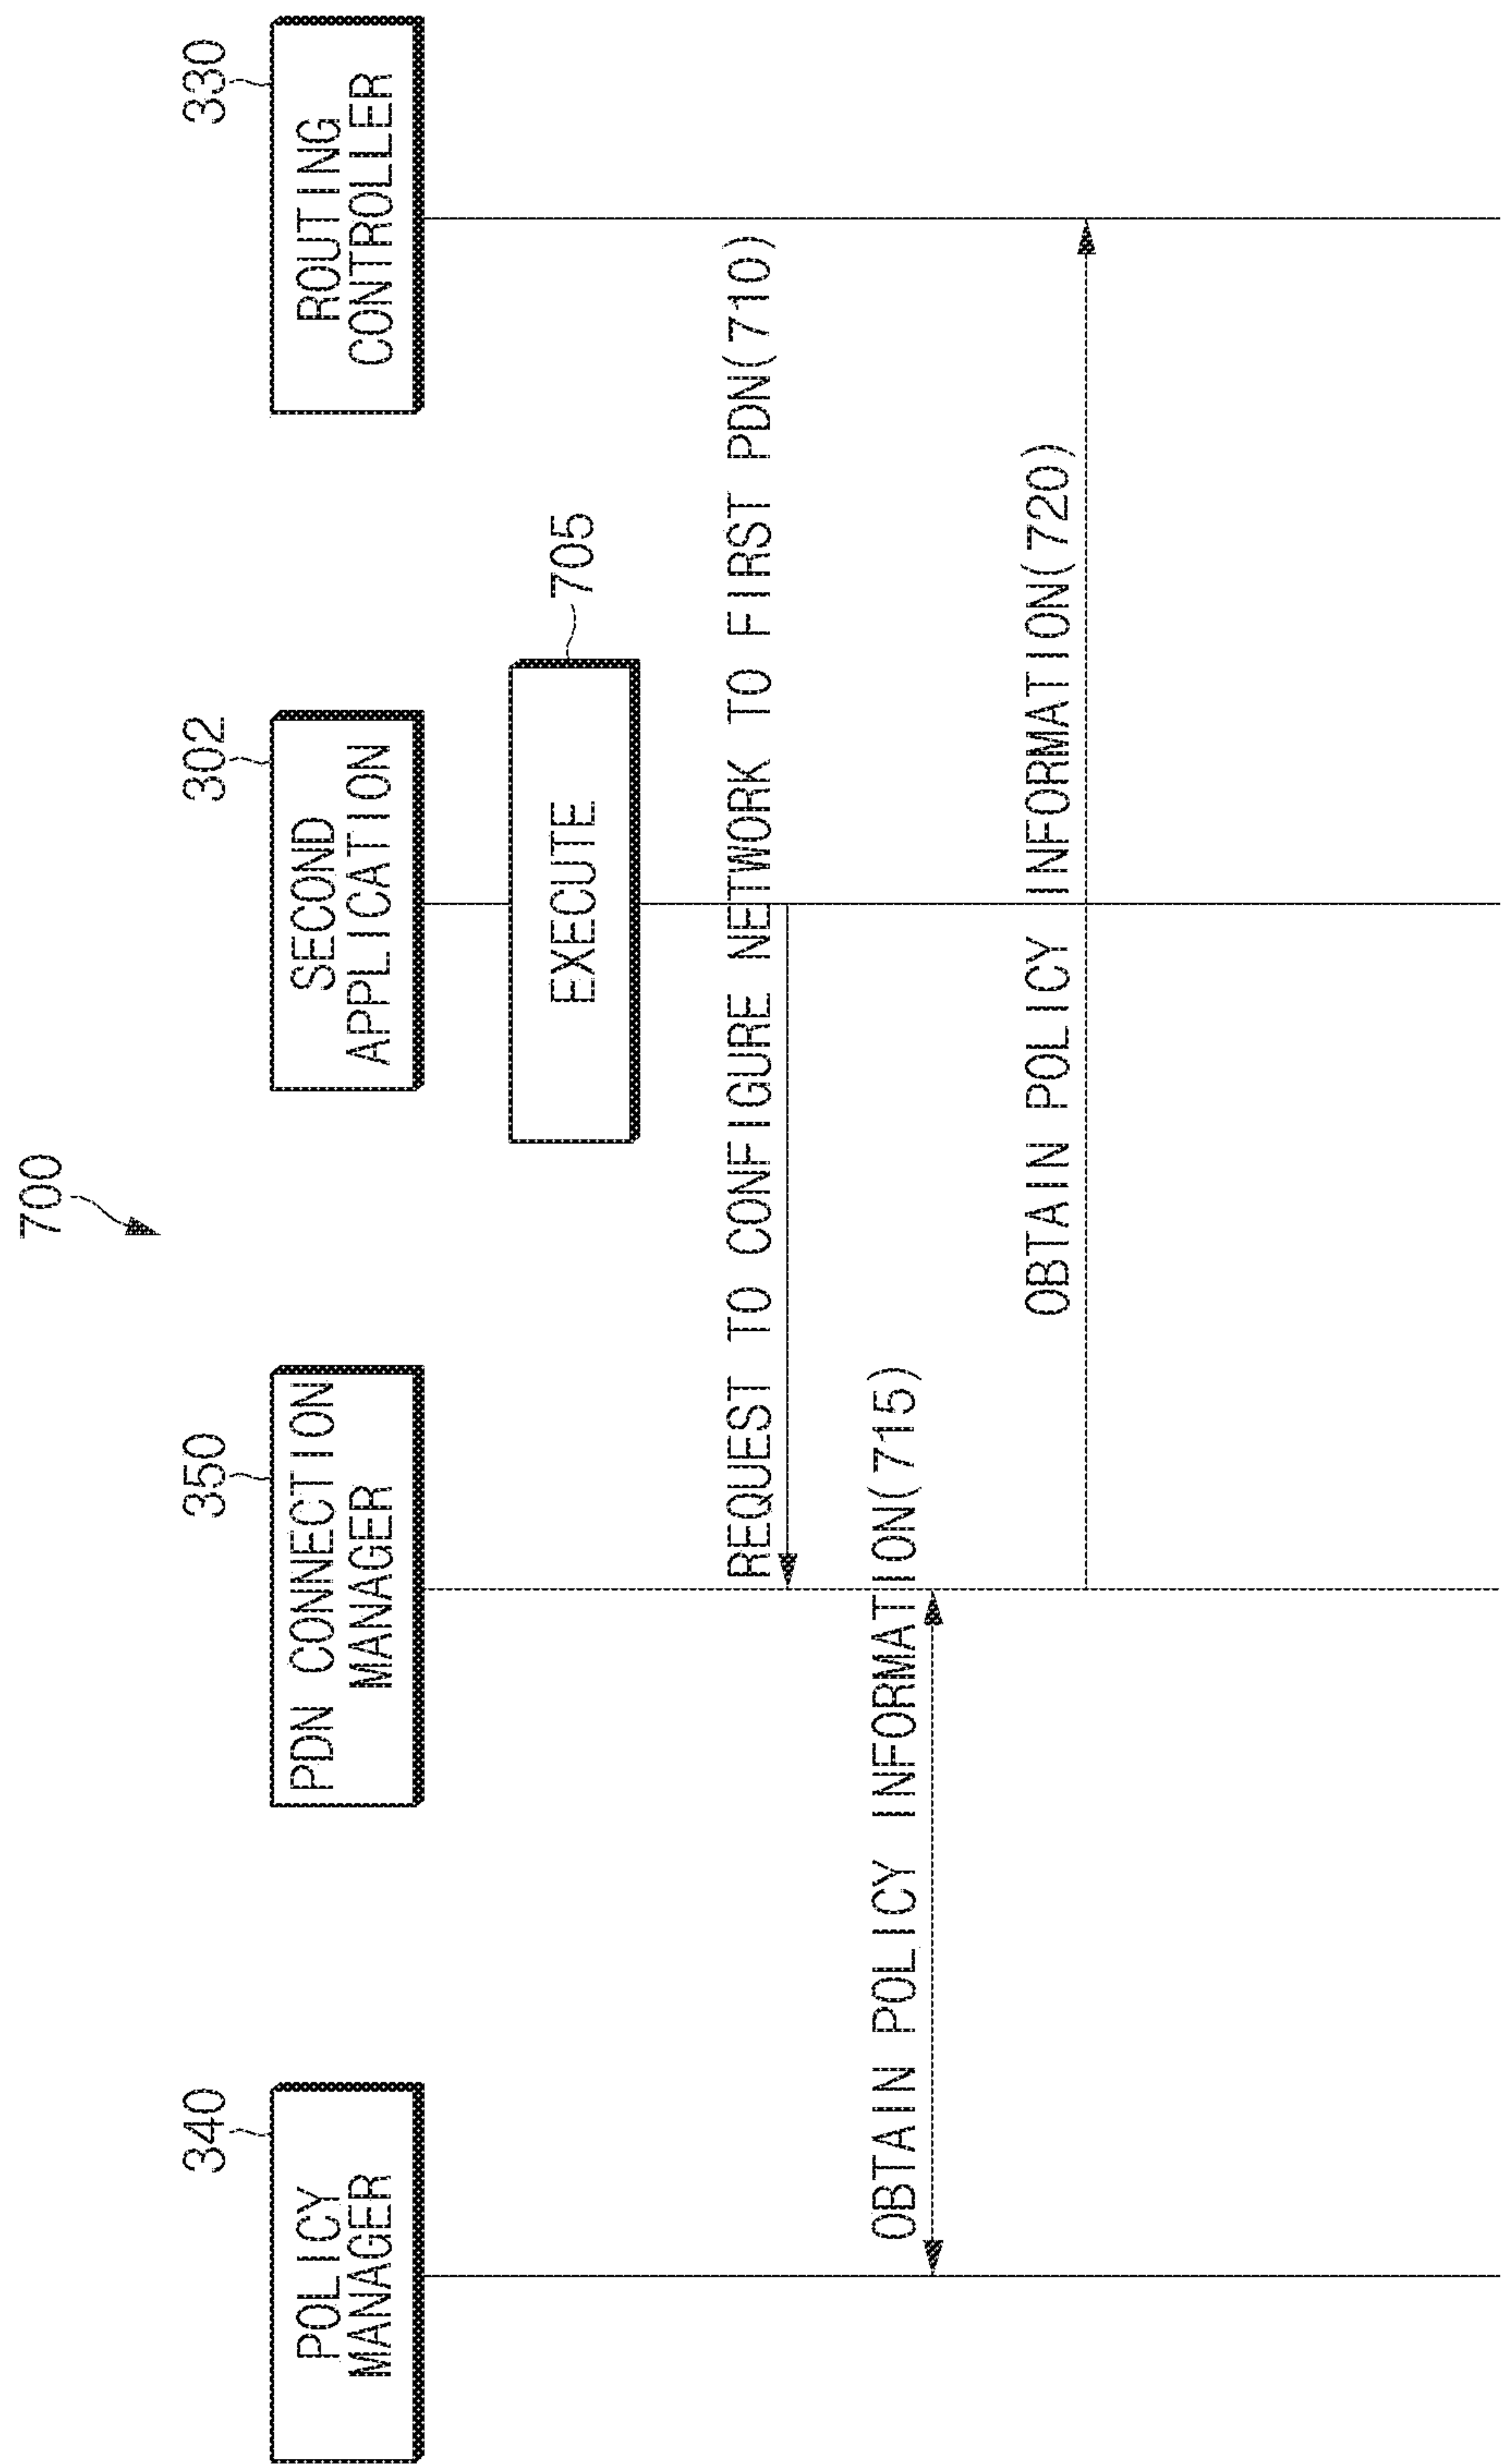 700
340
350
302
330
POLICY
MANAGER
PDN CONNECTION
MANAGER
SECOND
APPLICATION
ROUTING
CONTROLLER
705
EXECUTE
REQUEST TO CONFIGURE NETWORK TO FIRST PDN(710)
OBTAIN POLICY INFORMATION(715)
OBTAIN POLICY INFORMATION(720)